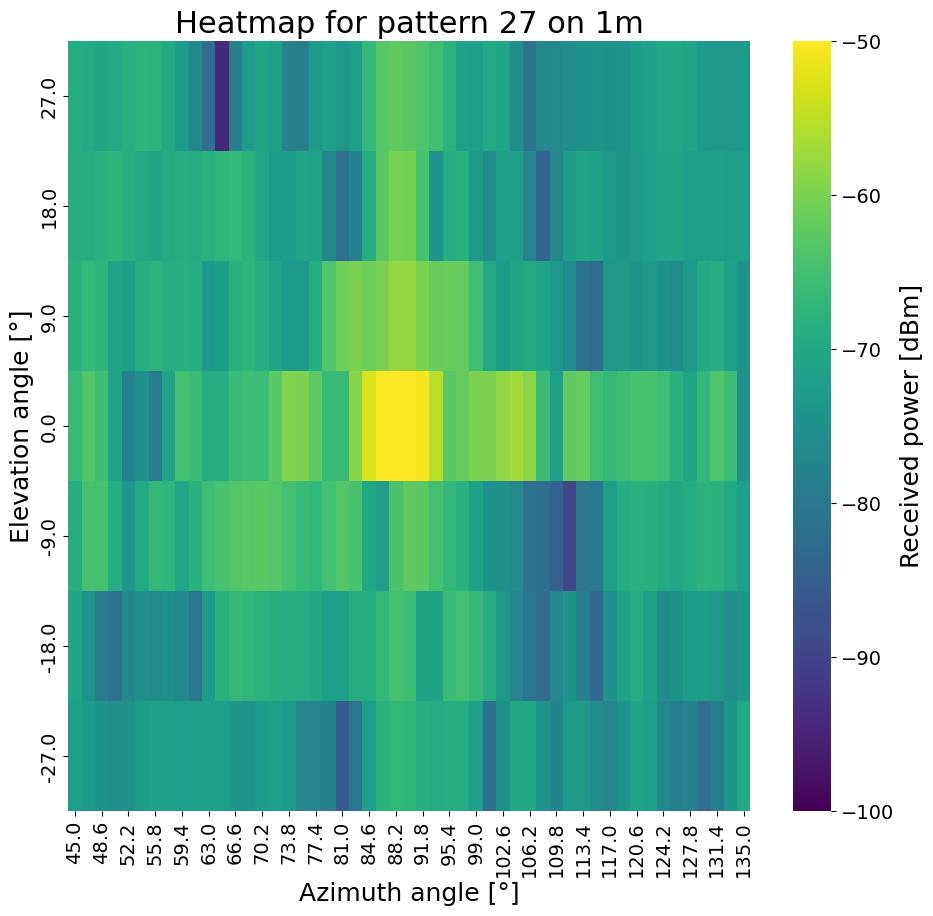 Heatmap for pattern 27 on 1m
Elevation angle [°]
27.0
18.0
9.0
0.0
-9.0
-18.0
-27.0
45.0 48.6 52.2 55.8 59.4 63.0 66.6 70.2 73.8 77.4 81.0 84.6 88.2 91.8 95.4 99.0 102.6 106.2 109.8 113.4 117.0 120.6 124.2 127.8 131.4 135.0
Azimuth angle [°]
−50
−60
−70
−80
−90
−100
Received power [dBm]